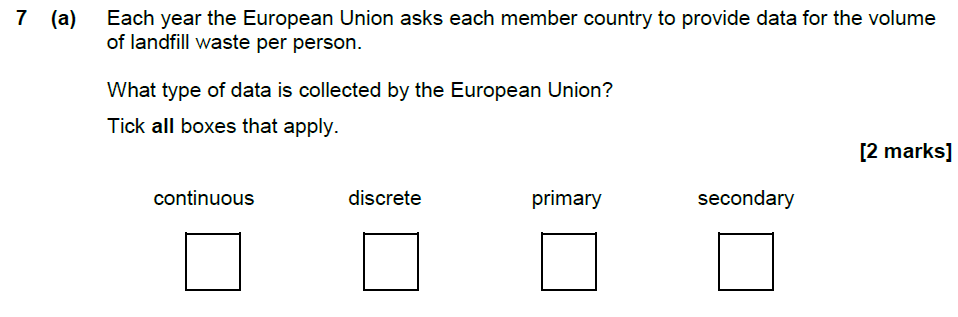 7 (a) Each year the European Union asks each member country to provide data for the volume
of landfill waste per person.
What type of data is collected by the European Union?
Tick all boxes that apply.
[2 marks]
continuous discrete primary secondary